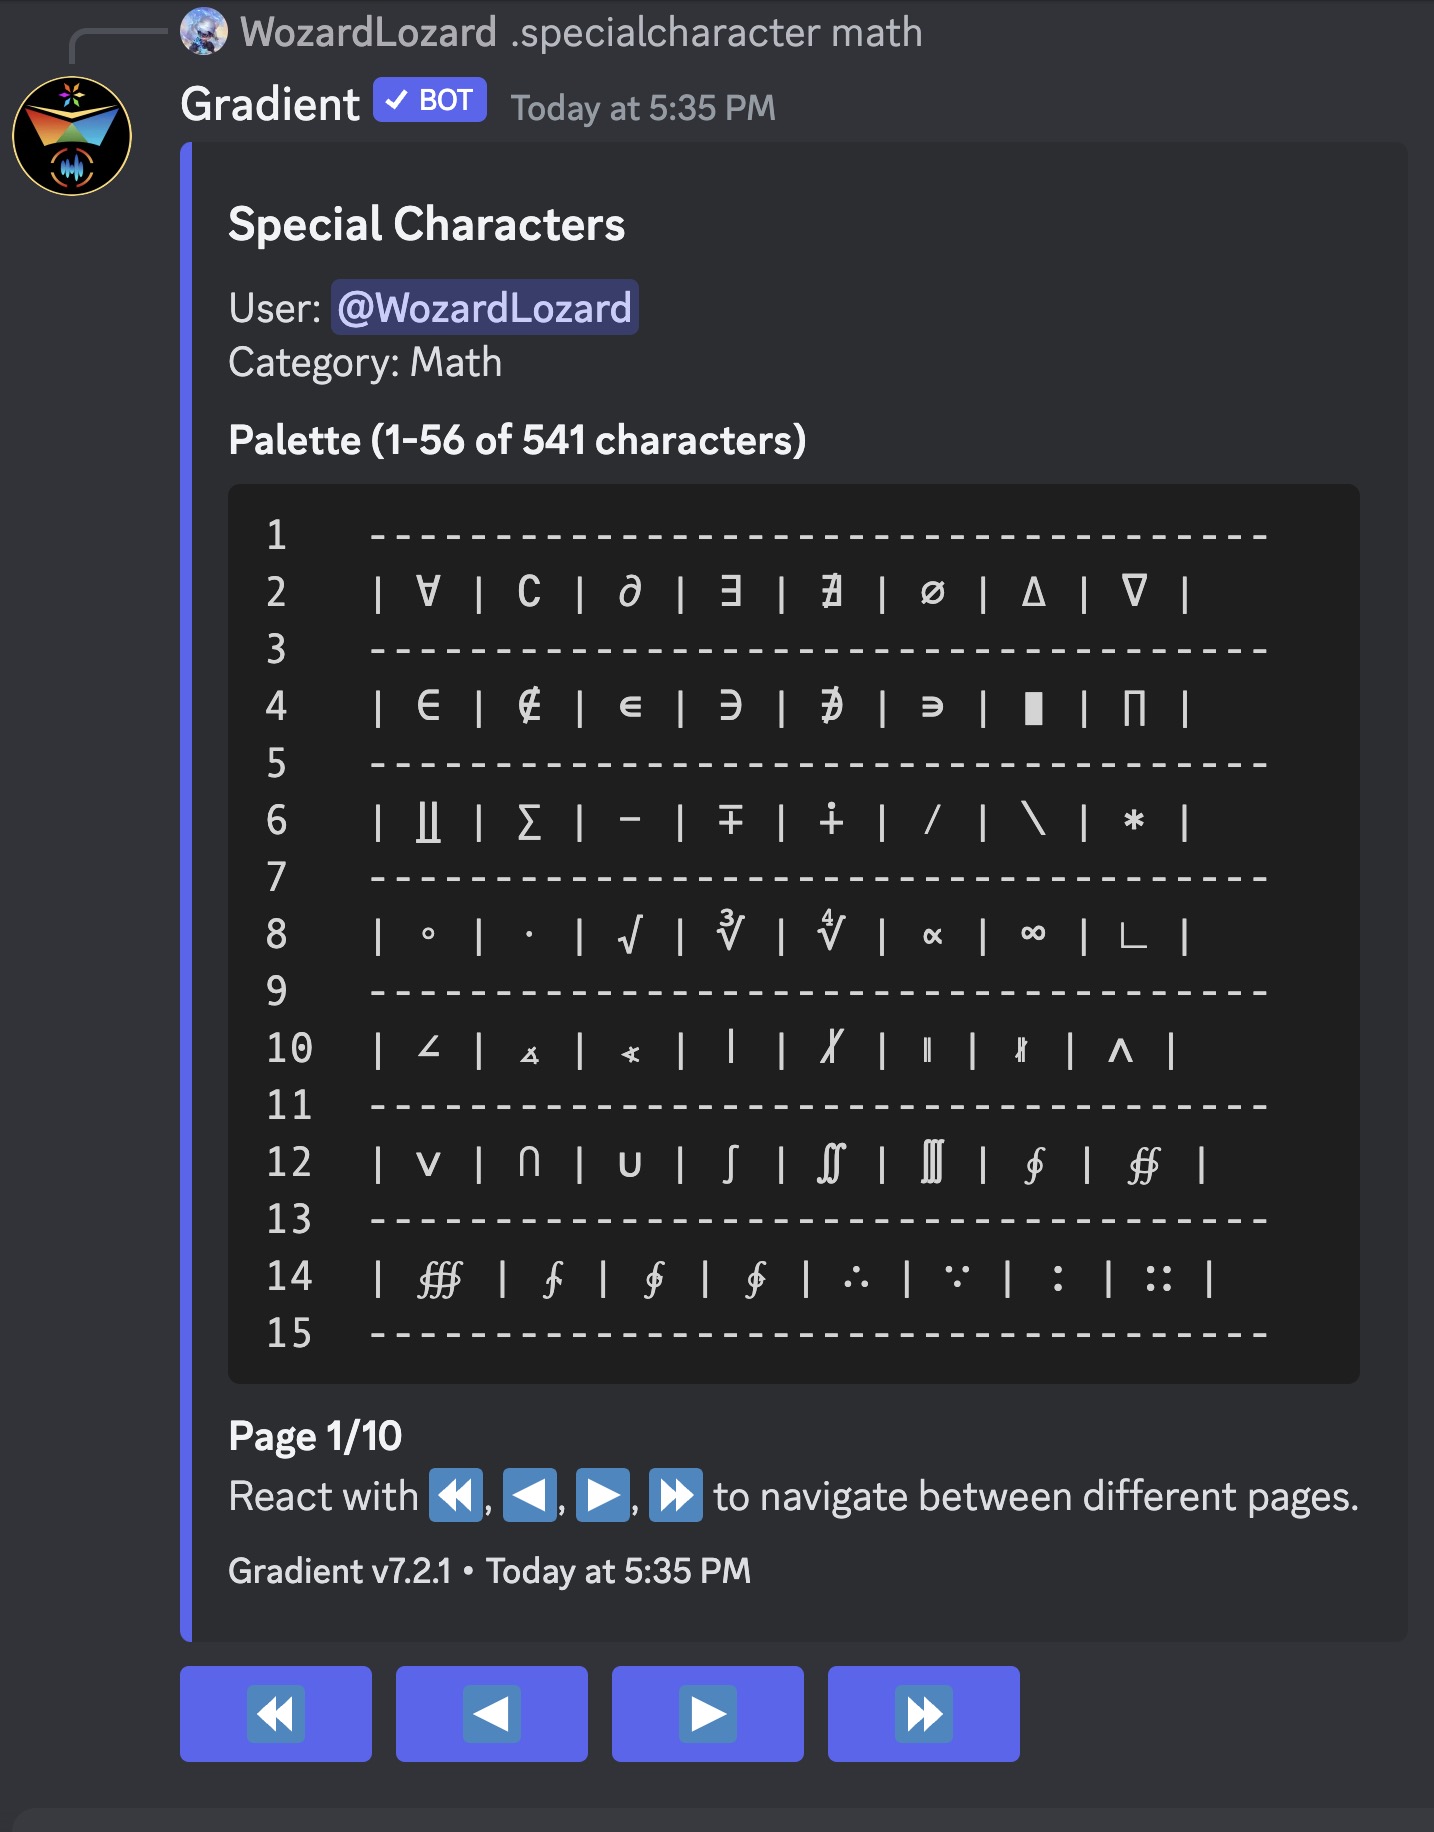 WozardLozard .specialcharacter math
Gradient ✓ BOT Today at 5:35 PM
Special Characters
User: @WozardLozard
Category: Math
Palette (1-56 of 541 characters)
1 ------------------------------------
2 | ∀ | ∁ | ∂ | ∃ | ∄ | ∅ | ∆ | ∇ |
3 ------------------------------------
4 | ∈ | ∉ | ∊ | ∋ | ∌ | ∍ | ∎ | ∏ |
5 ------------------------------------
6 | ∐ | ∑ | − | ∓ | ∔ | ∕ | ∖ | ∗ |
7 ------------------------------------
8 | ∘ | ∙ | √ | ∛ | ∜ | ∝ | ∞ | ∟ |
9 ------------------------------------
10 | ∠ | ∡ | ∢ | ∣ | ∤ | ∥ | ∦ | ∧ |
11 ------------------------------------
12 | ∨ | ∩ | ∪ | ∫ | ∬ | ∭ | ∮ | ∯ |
13 ------------------------------------
14 | ∰ | ∱ | ∲ | ∳ | ∴ | ∵ | ∶ | ∷ |
15 ------------------------------------
Page 1/10
React with ⏪, ◀, ▶, ⏩ to navigate between different pages.
Gradient v7.2.1 • Today at 5:35 PM